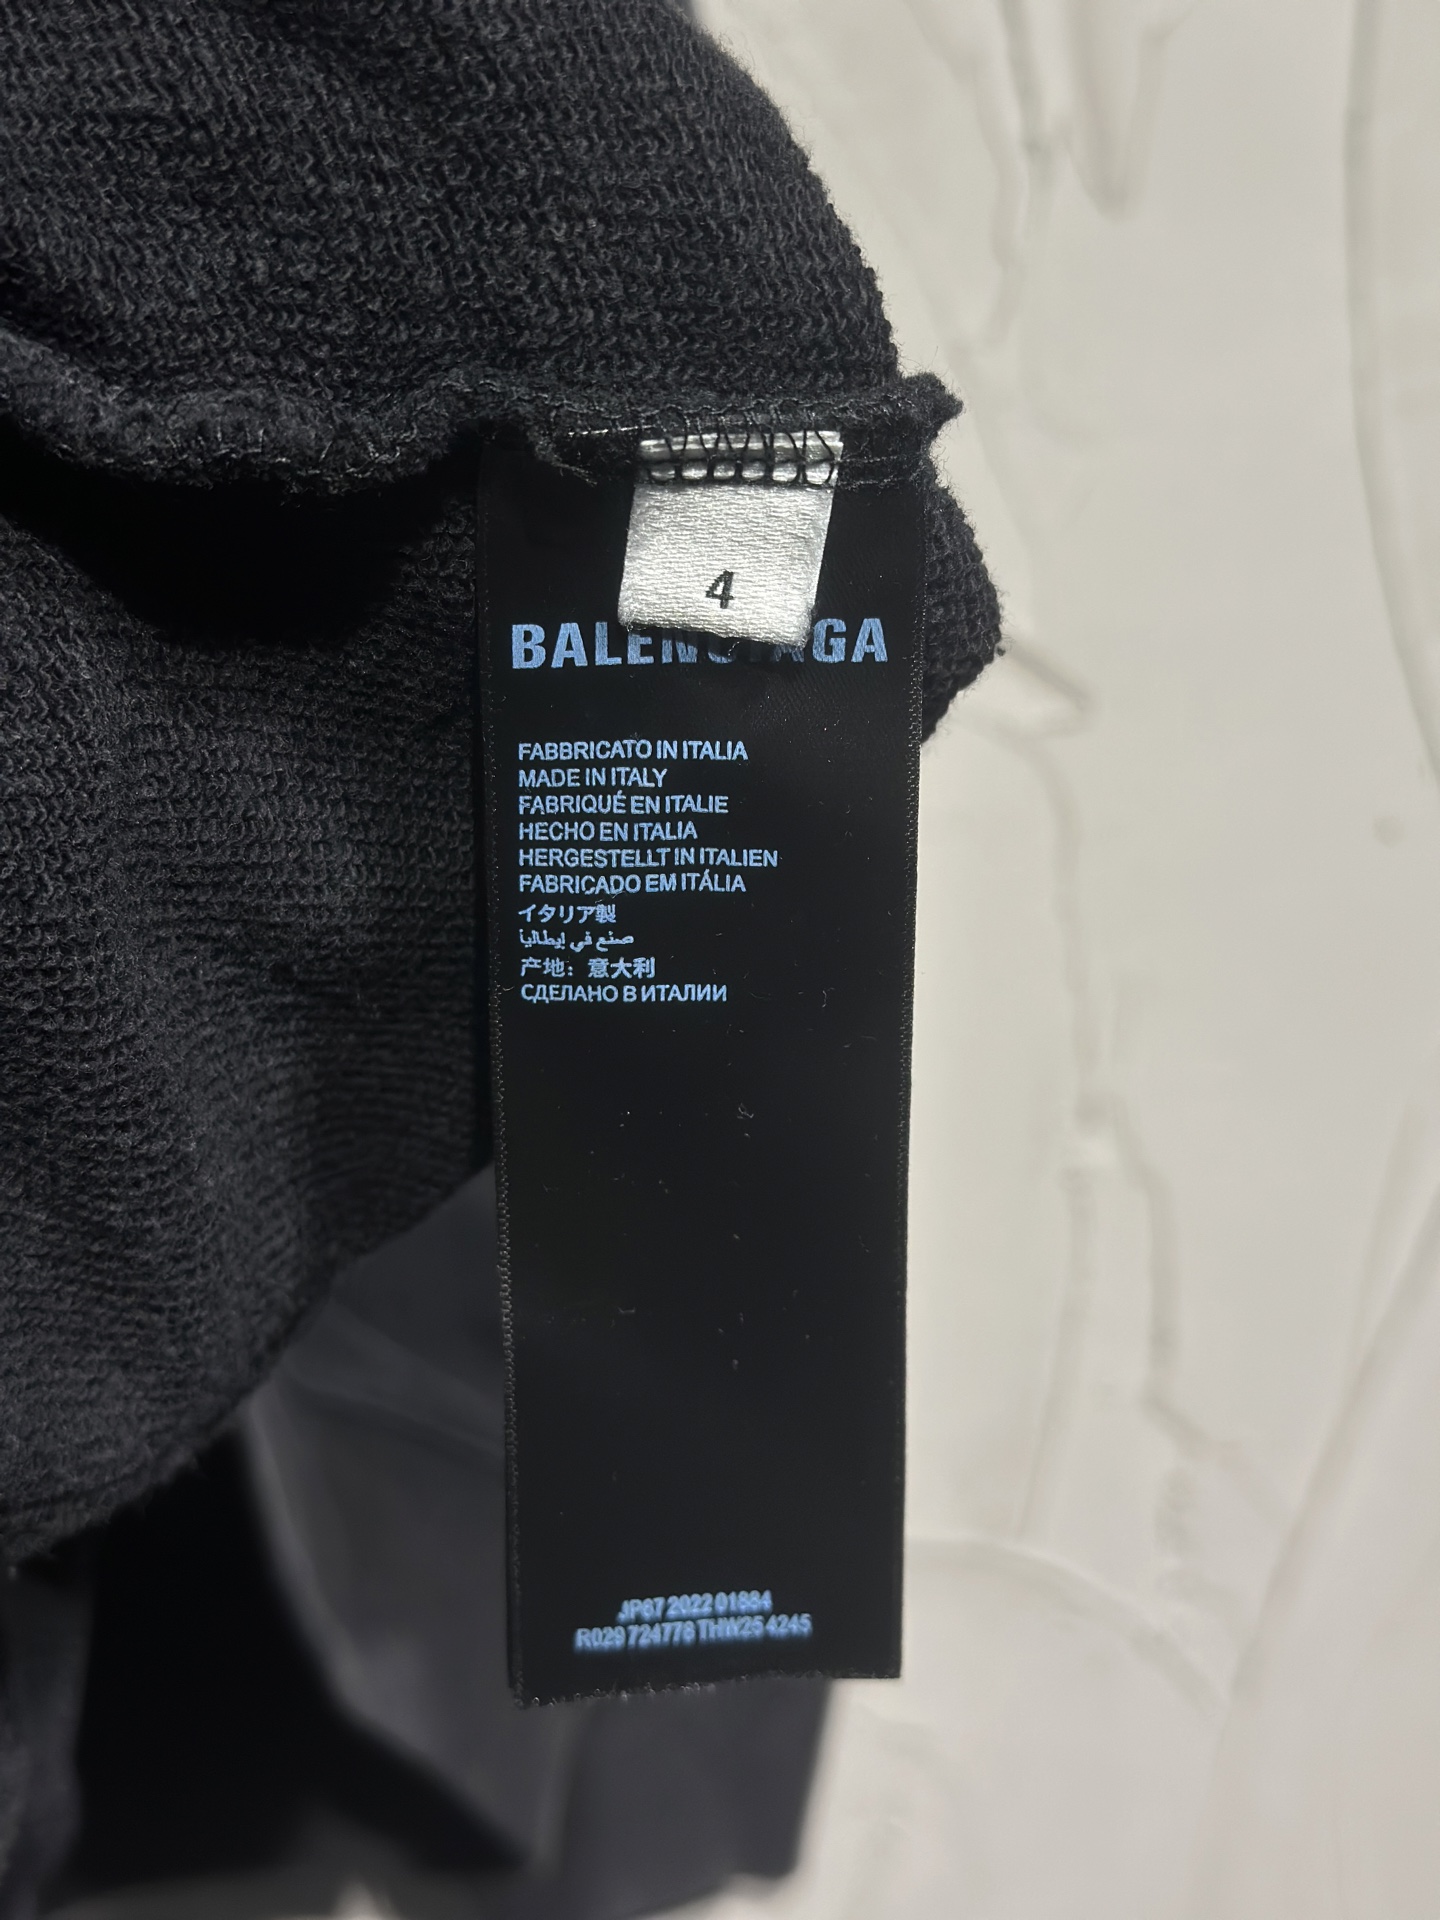 4
BALENCIAGA
FABBRICATO IN ITALIA
MADE IN ITALY
FABRIQUÉ EN ITALIE
HECHO EN ITALIA
HERGESTELLT IN ITALIEN
FABRICADO EM ITÁLIA
イタリア製
صنع في إيطاليا
产地：意大利
СДЕЛАНО В ИТАЛИИ
JP67 2022 01884
R029 724778 THW25 4245